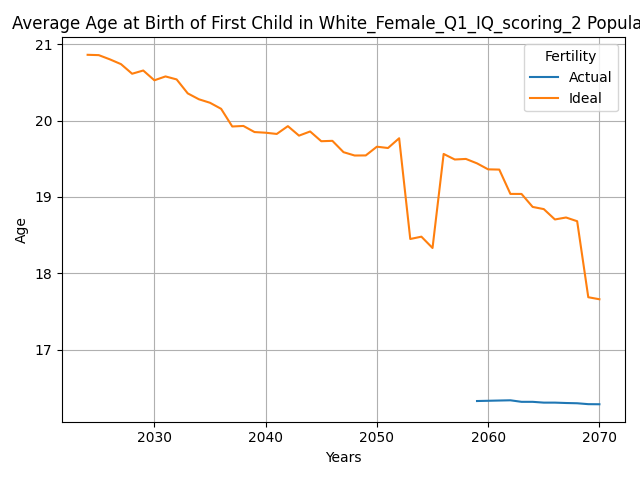 Average Age at Birth of First Child in White_Female_Q1_IQ_scoring_2 Popula
21
20
19
18
17
Age
Fertility
Actual
Ideal
2030 2040 2050 2060 2070
Years